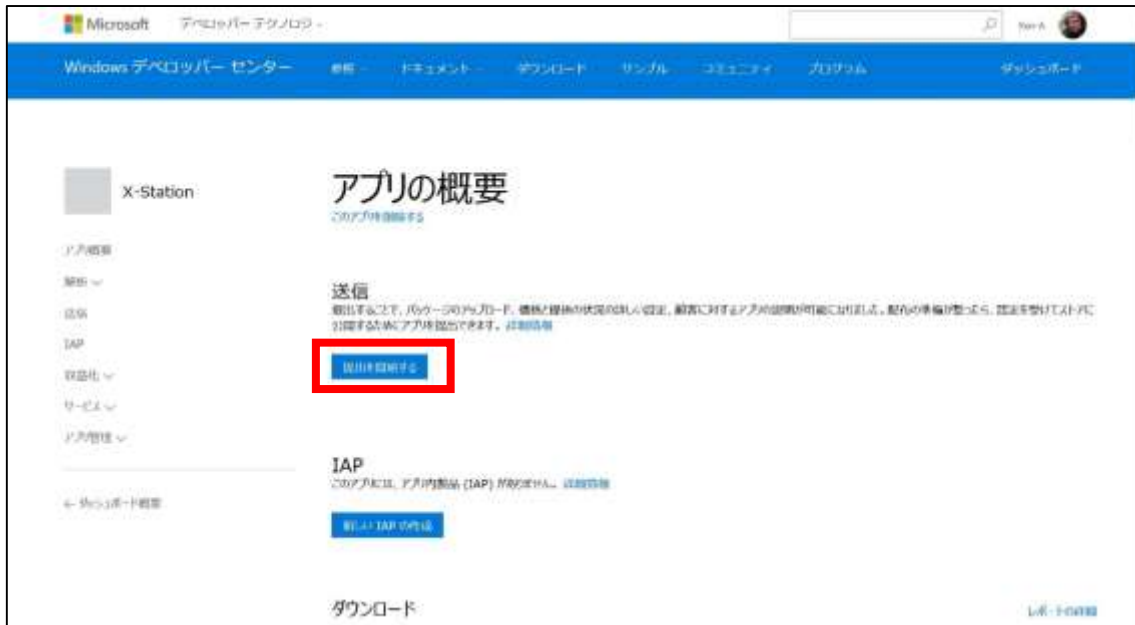 Microsoft デベロッパー テクノロジ
Windows デベロッパー センター ドキュメント ダウンロード サンプル コミュニティ プログラム ダッシュボード
X-Station
アプリの概要
このアプリを削除する
アプリ概要
解析
送信
送信
提出することで、パッケージのアップロード、価格と提供の状況の詳しい設定、顧客に対するアプリの説明が可能になりました。配布の準備が整ったら、認定を受けてストアに
公開するためにアプリを提出できます。 詳細情報
IAP
提出を開始する
収益化
サービス
アプリ管理
IAP
このアプリには、アプリ内製品 (IAP) がありません。 詳細情報
← ダッシュボード概要
新しい IAP の作成
ダウンロード
レポートの詳細